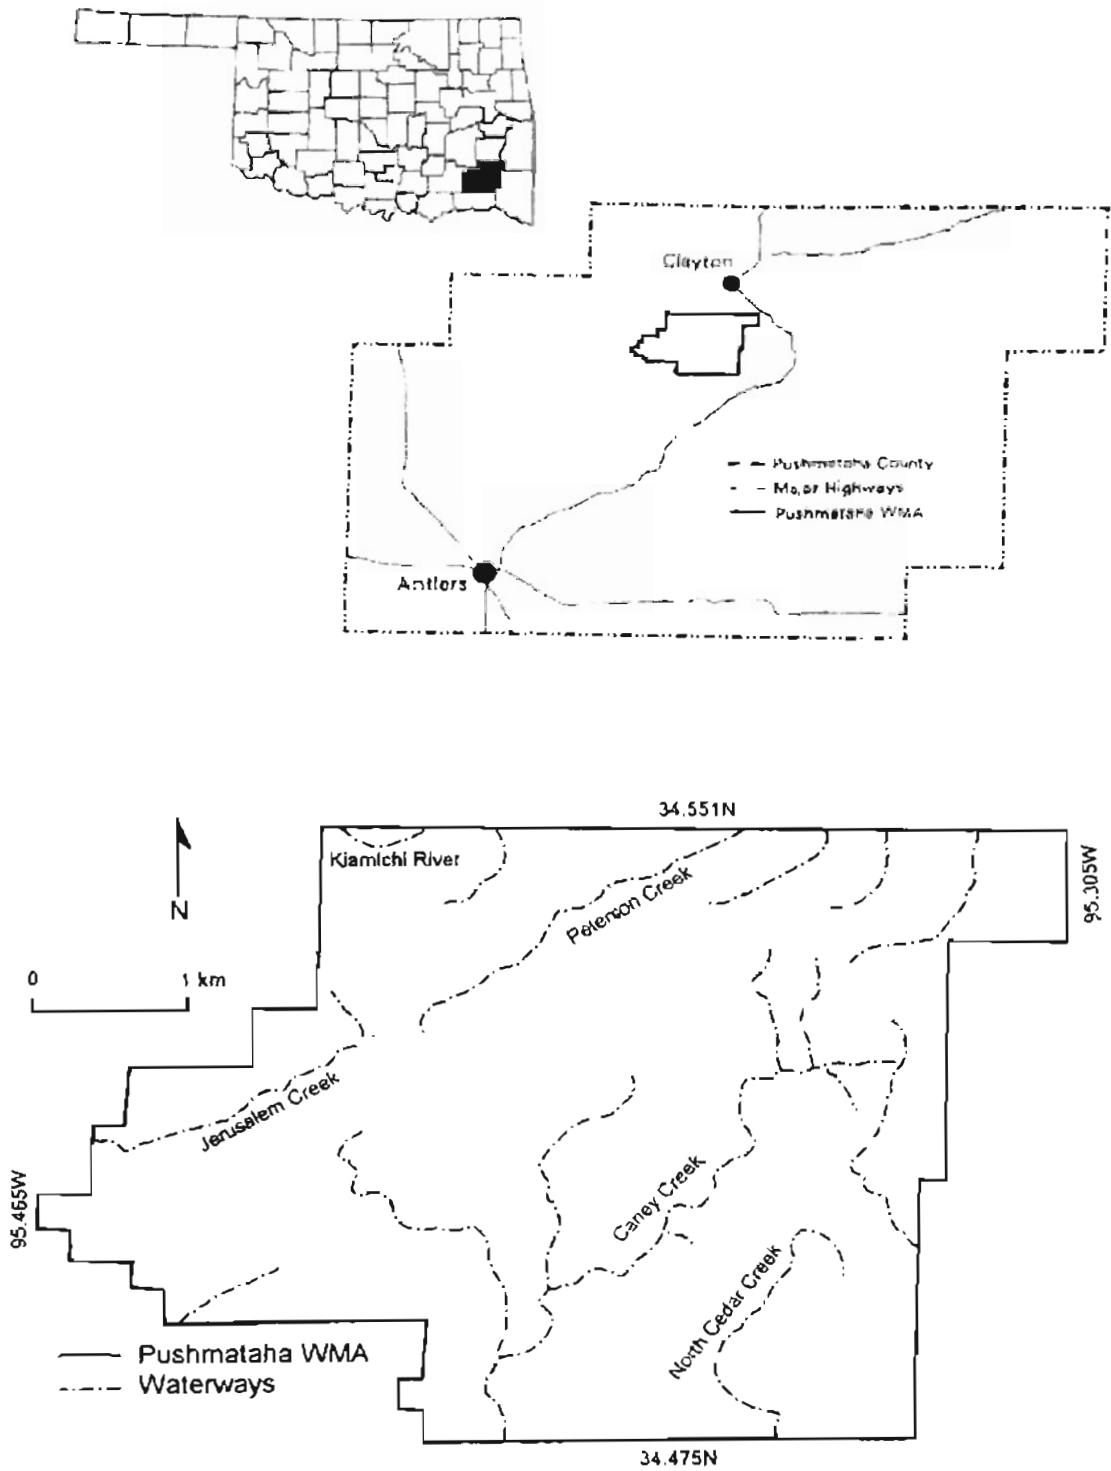 Clayton
Pushmataha County
Major Highways
Pushmataha WMA
Antlers
34.551N
Kiamichi River
95.305W
Peterson Creek
N
0 1 km
Jerusalem Creek
95.465W
Caney Creek
North Cedar Creek
Pushmataha WMA
Waterways
34.475N